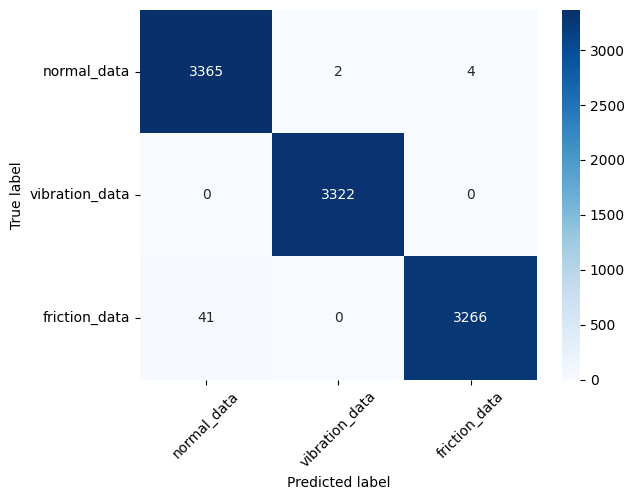 normal_data 3365 2 4
vibration_data 0 3322 0
friction_data 41 0 3266
True label
normal_data vibration_data friction_data
Predicted label
3000
2500
2000
1500
1000
500
0